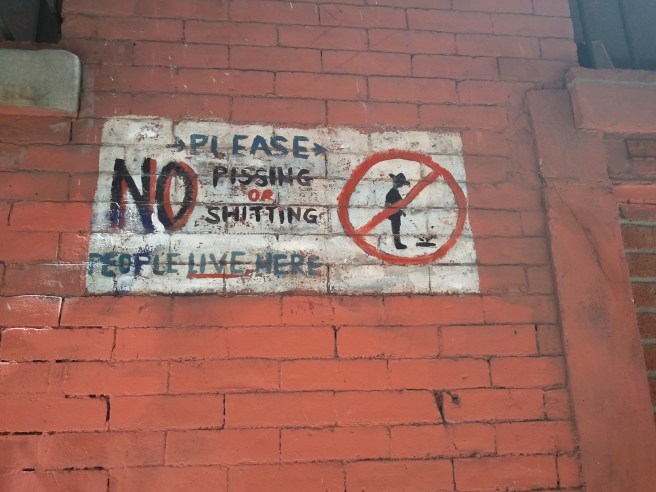 →PLEASE→
NO PISSING
OR
SHITTING
PEOPLE LIVE HERE